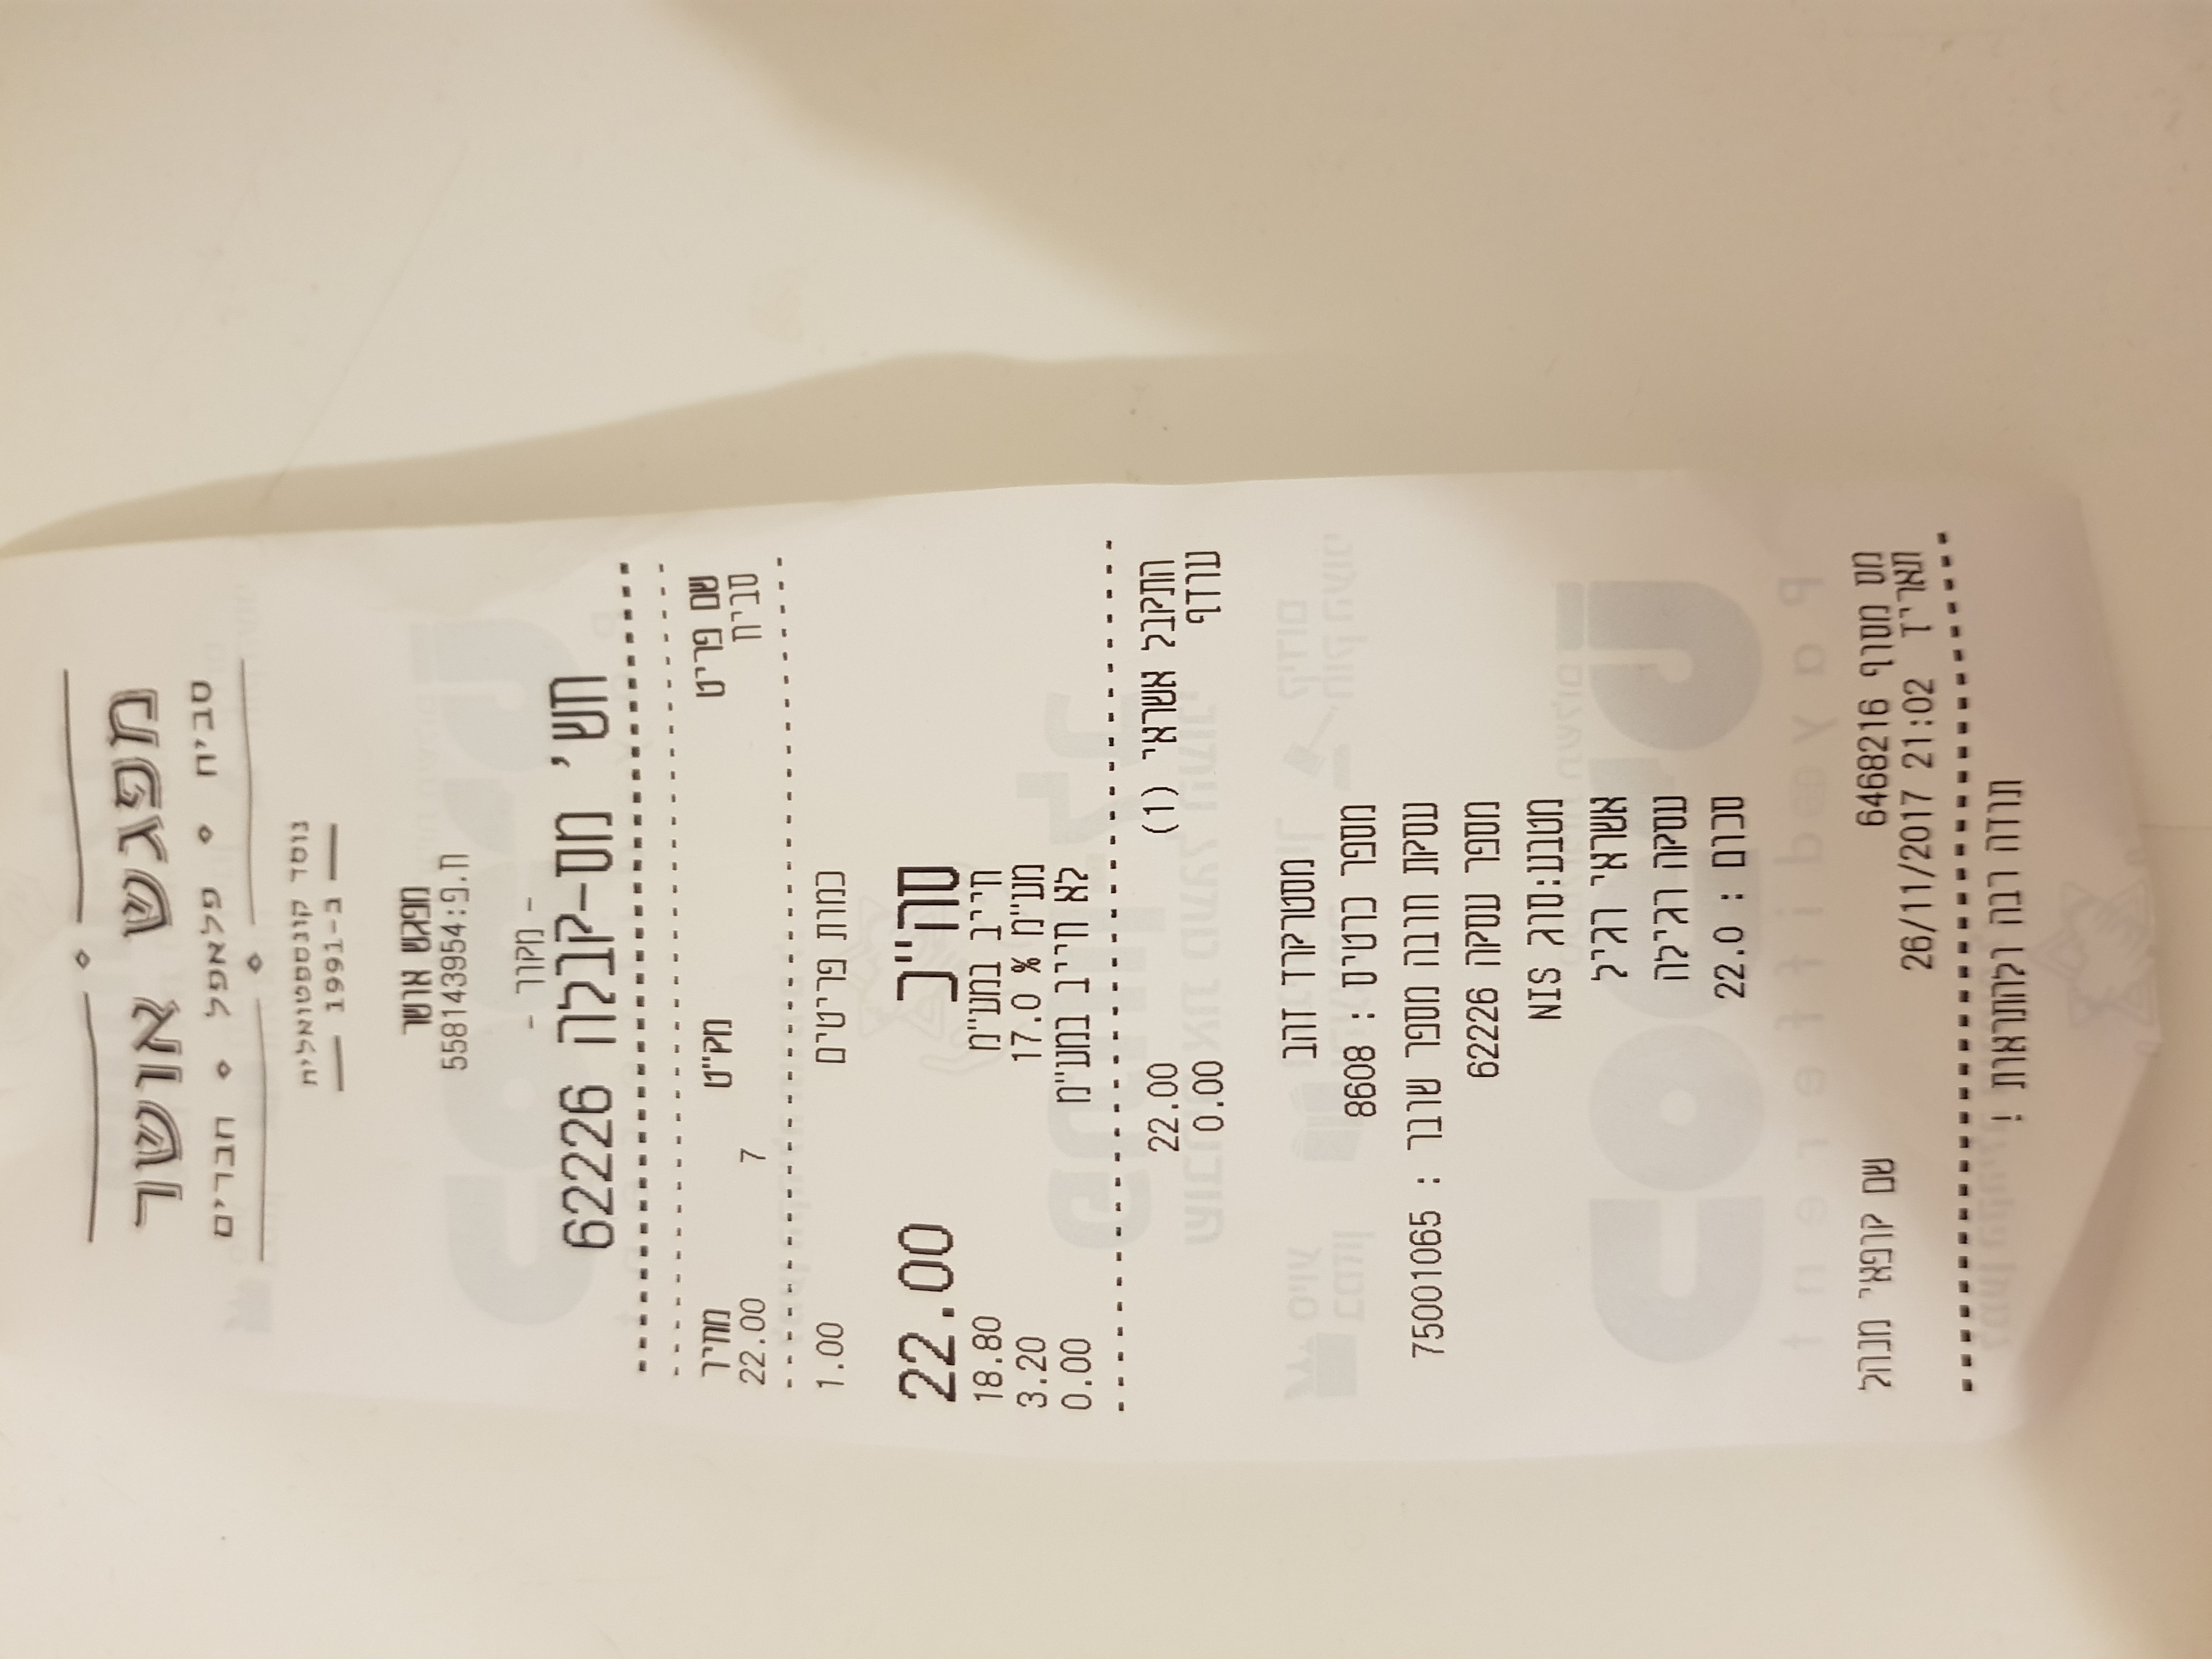 מפגש אושר
סביח ⋄ פלאפל ⋄ חברים
נוסד קונספטואלית
ב-1991
מפגש אושר
ח.פ:558143954
- מקור -
חש' מס-קבלה 62226
שם פריט מק"ט מחיר
סביח 7 22.00
כמות פריטים 1.00
סה"כ 22.00
חייב במע"מ 18.80
מע"מ % 17.0 3.20
לא חייב במע"מ 0.00
התקבל אשראי (1) 22.00
עודף 0.00
מסטרקרד זהב
מספר כרטיס : 8608
עסקת חובה מספר שובר : 75001065
מספר עסקה 62226
מטבע:סוג NIS
אשראי רגיל
עסקה רגילה
סכום : 22.0
מס מסוף 6468216 שם קופאי מנהל
תאריך 26/11/2017 21:02
תודה רבה ולהתראות !